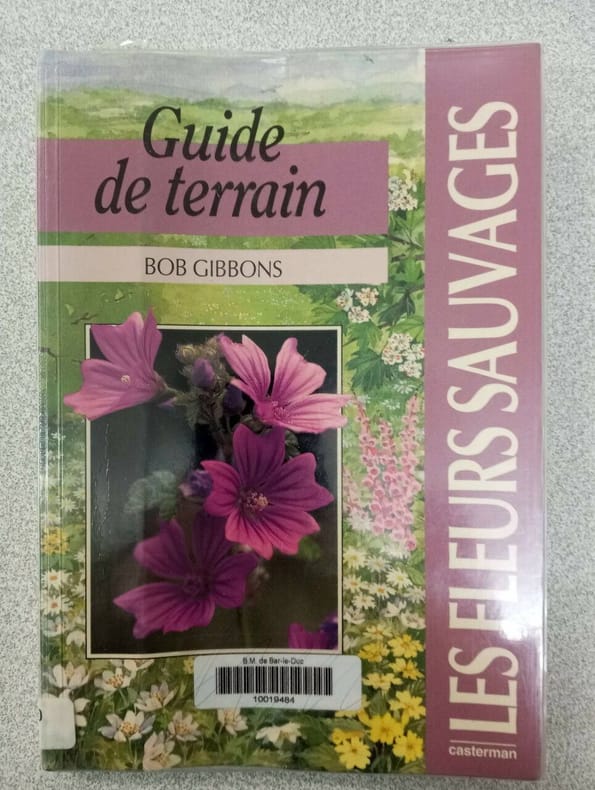 Guide
de terrain
BOB GIBBONS
LES FLEURS SAUVAGES
casterman
B.M. de Bar-le-Duc
10019484